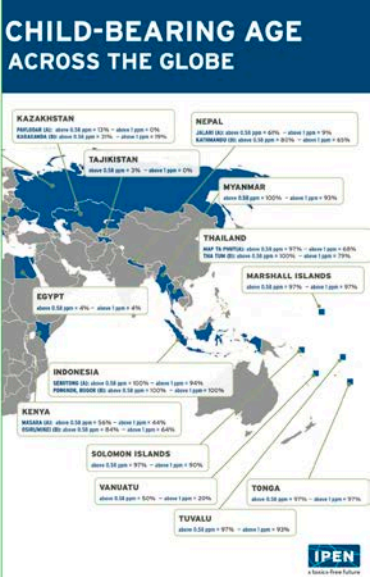 CHILD-BEARING AGE
ACROSS THE GLOBE
KAZAKHSTAN
PAVLODAR (A): above 0.58 ppm = 13% – above 1 ppm = 0%
KARAGANDA (B): above 0.58 ppm = 31% – above 1 ppm = 19%
NEPAL
JALARI (A): above 0.58 ppm = 61% – above 1 ppm = 9%
KATHMANDU (B): above 0.58 ppm = 80% – above 1 ppm = 65%
TAJIKISTAN
above 0.58 ppm = 3% – above 1 ppm = 0%
MYANMAR
above 0.58 ppm =100% – above 1 ppm = 93%
THAILAND
MAP TA PHUT(A): above 0.58 ppm = 97% – above 1 ppm = 68%
THA TUM (B): above 0.58 ppm = 100% – above 1 ppm = 79%
MARSHALL ISLANDS
above 0.58 ppm = 97% – above 1 ppm = 97%
EGYPT
above 0.58 ppm = 4% – above 1 ppm = 4%
INDONESIA
above 0.58 ppm =100% – above 1 ppm = 94%
BOGOR (B): above 0.58 ppm =100% – above 1 ppm =100%
KENYA
above 0.58 ppm = 56% – above 1 ppm = 44%
above 0.58 ppm = 84% – above 1 ppm = 64%
SOLOMON ISLANDS
above 0.58 ppm = 97% – above 1 ppm = 90%
VANUATU
above 0.58 ppm = 50% – above 1 ppm = 20%
TONGA
above 0.58 ppm = 97% – above 1 ppm = 97%
TUVALU
above 0.58 ppm = 97% – above 1 ppm = 93%
IPEN
a toxics-free future